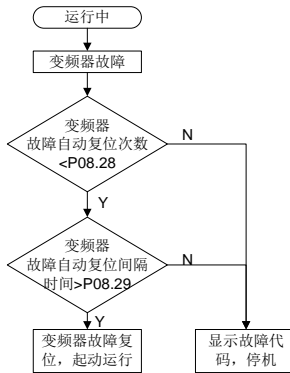 运行中
变频器故障
变频器
故障自动复位次数
<P08.28
N
Y
变频器
故障自动复位间隔
时间>P08.29
N
Y
变频器故障复
位，起动运行
显示故障代
码，停机